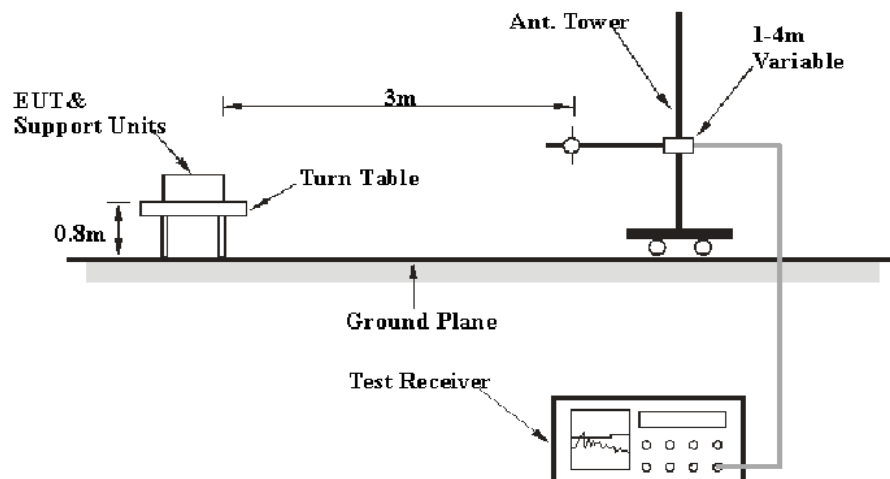 Ant. Tower
1-4m
Variable
3m
EUT&
Support Units
Turn Table
0.8m
Ground Plane
Test Receiver